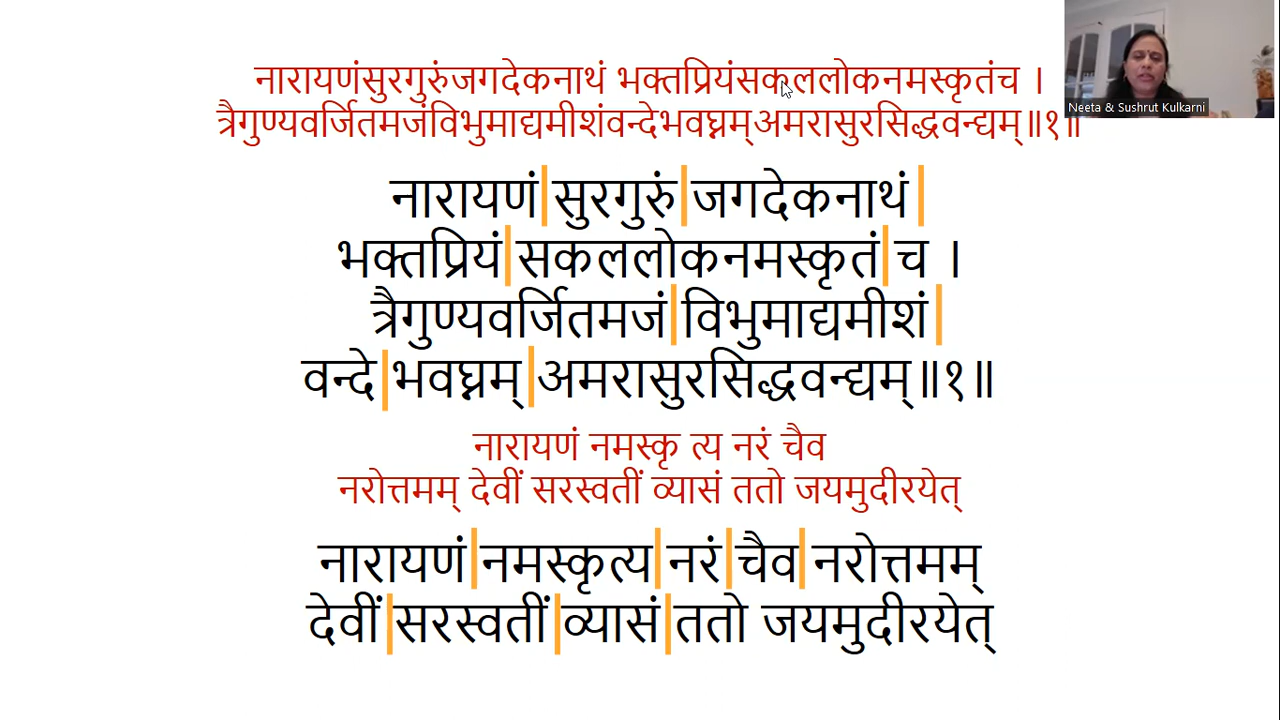 नारायणंसुरगुरुंजगदेकनाथं भक्तप्रियंसकललोकनमस्कृतंच ।
त्रैगुण्यवर्जितमजंविभुमाद्यमीशंवन्देभवघ्नम्अमरासुरसिद्धवन्द्यम्॥१॥
Neeta & Sushrut Kulkarni
नारायणं|सुरगुरुं|जगदेकनाथं|
भक्तप्रियं|सकललोकनमस्कृतं|च ।
त्रैगुण्यवर्जितमजं|विभुमाद्यमीशं|
वन्दे|भवघ्नम्|अमरासुरसिद्धवन्द्यम्॥१॥
नारायणं नमस्कृ त्य नरं चैव
नरोत्तमम् देवीं सरस्वतीं व्यासं ततो जयमुदीरयेत्
नारायणं|नमस्कृत्य|नरं|चैव|नरोत्तमम्
देवीं|सरस्वतीं|व्यासं|ततो जयमुदीरयेत्